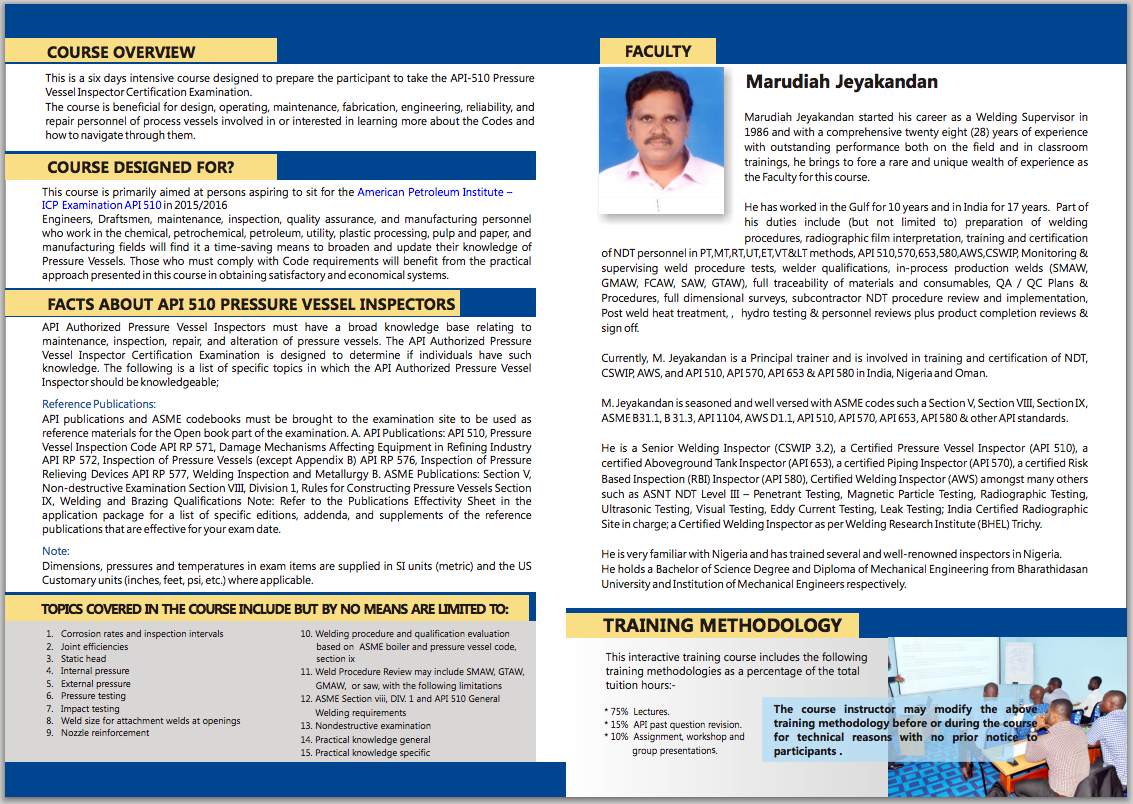 COURSE OVERVIEW
This is a six days intensive course designed to prepare the participant to take the API-510 Pressure
Vessel Inspector Certification Examination.
The course is beneficial for design, operating, maintenance, fabrication, engineering, reliability, and
repair personnel of process vessels involved in or interested in learning more about the Codes and
how to navigate through them.
COURSE DESIGNED FOR?
This course is primarily aimed at persons aspiring to sit for the American Petroleum Institute –
ICP Examination API 510 in 2015/2016
Engineers, Draftsmen, maintenance, inspection, quality assurance, and manufacturing personnel
who work in the chemical, petrochemical, petroleum, utility, plastic processing, pulp and paper, and
manufacturing fields will find it a time-saving means to broaden and update their knowledge of
Pressure Vessels. Those who must comply with Code requirements will benefit from the practical
approach presented in this course in obtaining satisfactory and economical systems.
FACTS ABOUT API 510 PRESSURE VESSEL INSPECTORS
API Authorized Pressure Vessel Inspectors must have a broad knowledge base relating to
maintenance, inspection, repair, and alteration of pressure vessels. The API Authorized Pressure
Vessel Inspector Certification Examination is designed to determine if individuals have such
knowledge. The following is a list of specific topics in which the API Authorized Pressure Vessel
Inspector should be knowledgeable;
Reference Publications:
API publications and ASME codebooks must be brought to the examination site to be used as
reference materials for the Open book part of the examination. A. API Publications: API 510, Pressure
Vessel Inspection Code API RP 571, Damage Mechanisms Affecting Equipment in Refining Industry
API RP 572, Inspection of Pressure Vessels (except Appendix B) API RP 576, Inspection of Pressure
Relieving Devices API RP 577, Welding Inspection and Metallurgy B. ASME Publications: Section V,
Non-destructive Examination Section VIII, Division 1, Rules for Constructing Pressure Vessels Section
IX, Welding and Brazing Qualifications Note: Refer to the Publications Effectivity Sheet in the
application package for a list of specific editions, addenda, and supplements of the reference
publications that are effective for your exam date.
Note:
Dimensions, pressures and temperatures in exam items are supplied in SI units (metric) and the US
Customary units (inches, feet, psi, etc.) where applicable.
TOPICS COVERED IN THE COURSE INCLUDE BUT BY NO MEANS ARE LIMITED TO:
1. Corrosion rates and inspection intervals
2. Joint efficiencies
3. Static head
4. Internal pressure
5. External pressure
6. Pressure testing
7. Impact testing
8. Weld size for attachment welds at openings
9. Nozzle reinforcement
10. Welding procedure and qualification evaluation
based on ASME boiler and pressure vessel code,
section ix
11. Weld Procedure Review may include SMAW, GTAW,
GMAW, or saw, with the following limitations
12. ASME Section viii, DIV. 1 and API 510 General
Welding requirements
13. Nondestructive examination
14. Practical knowledge general
15. Practical knowledge specific
FACULTY
Marudiah Jeyakandan
Marudiah Jeyakandan started his career as a Welding Supervisor in
1986 and with a comprehensive twenty eight (28) years of experience
with outstanding performance both on the field and in classroom
trainings, he brings to fore a rare and unique wealth of experience as
the Faculty for this course.
He has worked in the Gulf for 10 years and in India for 17 years. Part of
his duties include (but not limited to) preparation of welding
procedures, radiographic film interpretation, training and certification
of NDT personnel in PT,MT,RT,UT,ET,VT&LT methods, API 510,570,653,580,AWS,CSWIP, Monitoring &
supervising weld procedure tests, welder qualifications, in-process production welds (SMAW,
GMAW, FCAW, SAW, GTAW), full traceability of materials and consumables, QA / QC Plans &
Procedures, full dimensional surveys, subcontractor NDT procedure review and implementation,
Post weld heat treatment, , hydro testing & personnel reviews plus product completion reviews &
sign off.
Currently, M. Jeyakandan is a Principal trainer and is involved in training and certification of NDT,
CSWIP, AWS, and API 510, API 570, API 653 & API 580 in India, Nigeria and Oman.
M. Jeyakandan is seasoned and well versed with ASME codes such a Section V, Section VIII, Section IX,
ASME B31.1, B 31.3, API 1104, AWS D1.1, API 510, API 570, API 653, API 580 & other API standards.
He is a Senior Welding Inspector (CSWIP 3.2), a Certified Pressure Vessel Inspector (API 510), a
certified Aboveground Tank Inspector (API 653), a certified Piping Inspector (API 570), a certified Risk
Based Inspection (RBI) Inspector (API 580), Certified Welding Inspector (AWS) amongst many others
such as ASNT NDT Level III – Penetrant Testing, Magnetic Particle Testing, Radiographic Testing,
Ultrasonic Testing, Visual Testing, Eddy Current Testing, Leak Testing; India Certified Radiographic
Site in charge; a Certified Welding Inspector as per Welding Research Institute (BHEL) Trichy.
He is very familiar with Nigeria and has trained several and well-renowned inspectors in Nigeria.
He holds a Bachelor of Science Degree and Diploma of Mechanical Engineering from Bharathidasan
University and Institution of Mechanical Engineers respectively.
TRAINING METHODOLOGY
This interactive training course includes the following
training methodologies as a percentage of the total
tuition hours:-
* 75% Lectures.
* 15% API past question revision.
* 10% Assignment, workshop and
group presentations.
The course instructor may modify the above
training methodology before or during the course
for technical reasons with no prior notice to
participants .